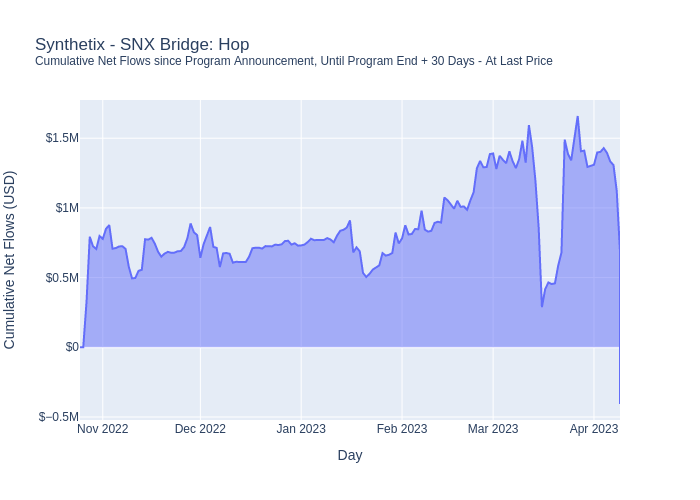 Synthetix - SNX Bridge: Hop
Cumulative Net Flows since Program Announcement, Until Program End + 30 Days - At Last Price
Cumulative Net Flows (USD)
$1.5M
$1M
$0.5M
$0
$−0.5M
Nov 2022
Dec 2022
Jan 2023
Feb 2023
Mar 2023
Apr 2023
Day